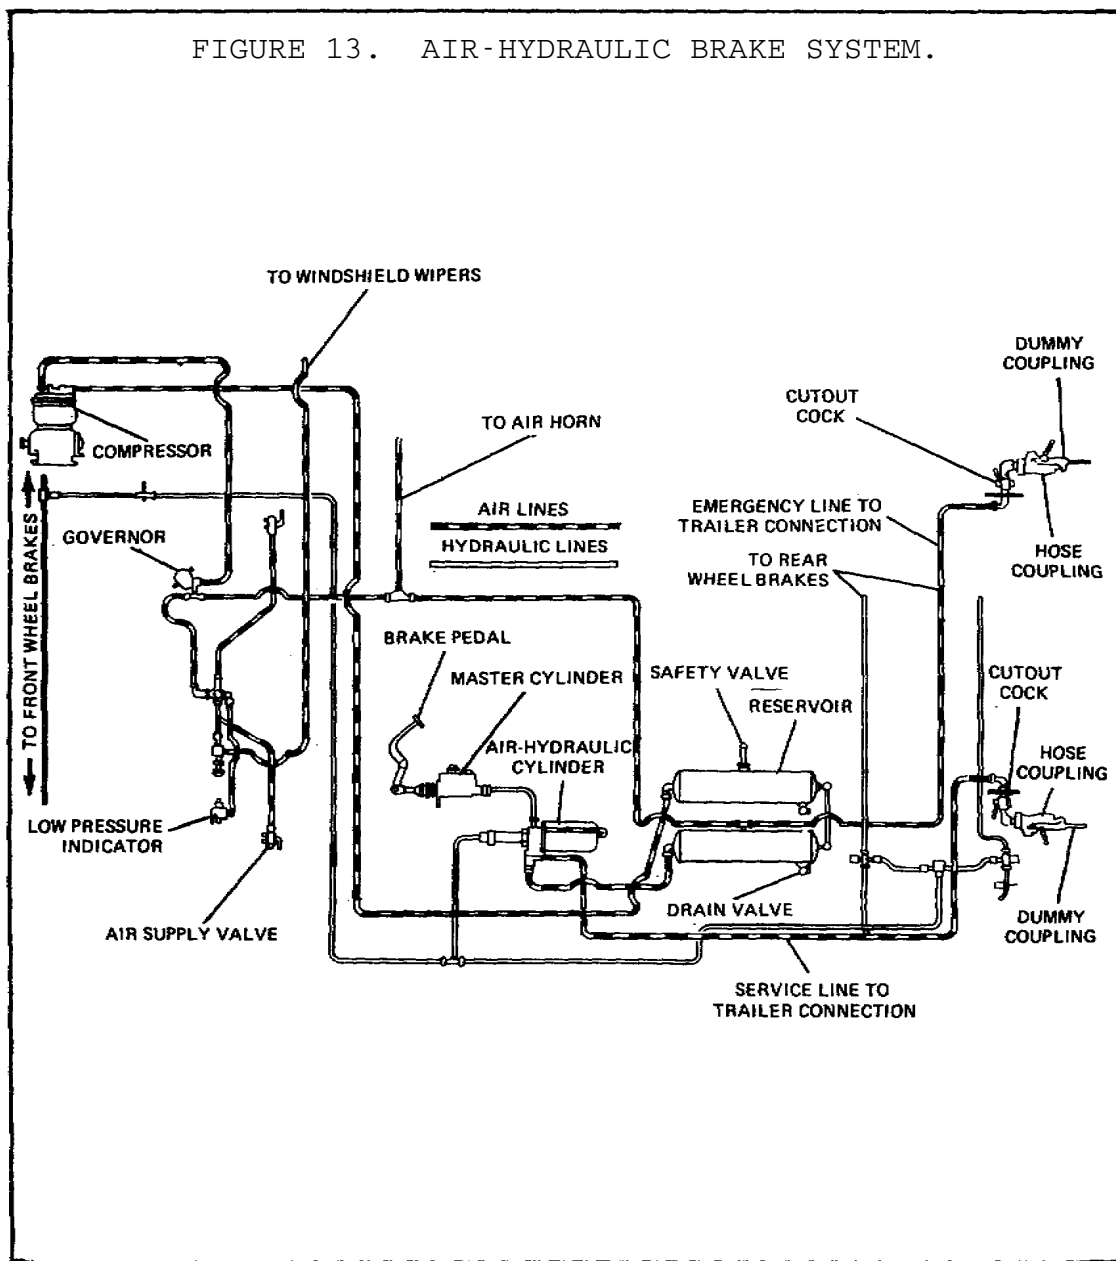 FIGURE 13. AIR-HYDRAULIC BRAKE SYSTEM.
TO WINDSHIELD WIPERS
DUMMY
COUPLING
CUTOUT
COCK
TO AIR HORN
COMPRESSOR
AIR LINES
EMERGENCY LINE TO
TRAILER CONNECTION
GOVERNOR
HYDRAULIC LINES
HOSE
COUPLING
TO REAR
WHEEL BRAKES
TO FRONT WHEEL BRAKES
BRAKE PEDAL
MASTER CYLINDER
SAFETY VALVE
RESERVOIR
CUTOUT
COCK
AIR-HYDRAULIC
CYLINDER
HOSE
COUPLING
LOW PRESSURE
INDICATOR
AIR SUPPLY VALVE
DRAIN VALVE
DUMMY
COUPLING
SERVICE LINE TO
TRAILER CONNECTION